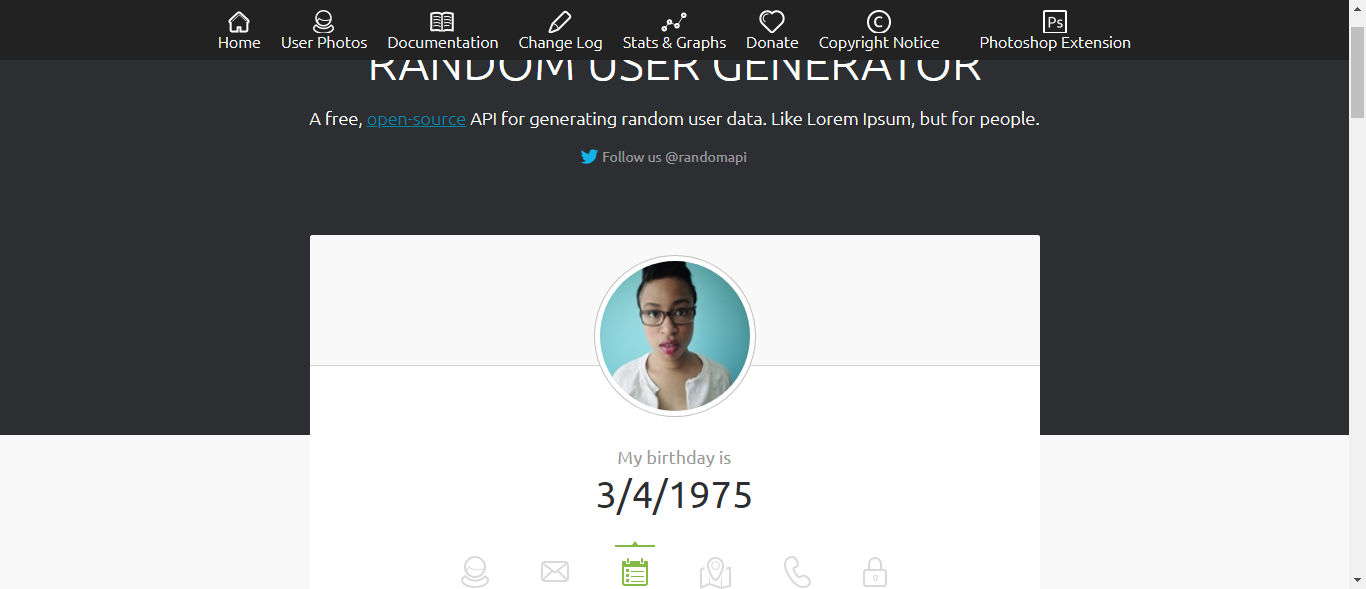 Home User Photos Documentation Change Log Stats & Graphs Donate Copyright Notice Ps Photoshop Extension
RANDOM USER GENERATOR
A free, open-source API for generating random user data. Like Lorem Ipsum, but for people.
Follow us @randomapi
My birthday is
3/4/1975